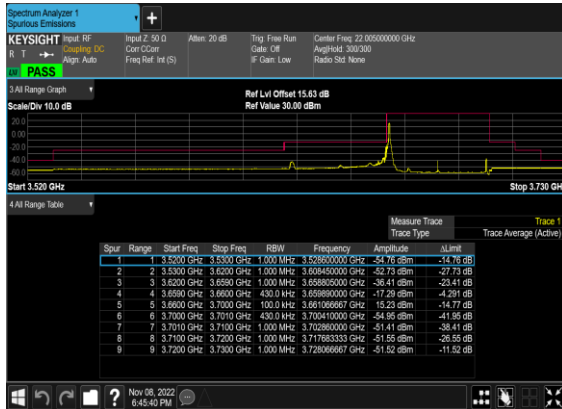 Spectrum Analyzer 1
Spurious Emissions
+
KEYSIGHT Input: RF Input Z: 50 Ω Atten: 20 dB Trig: Free Run Center Freq: 22.005000000 GHz
R T Coupling: DC Corr CCorr Gate: Off Avg|Hold: 300/300
Align: Auto Freq Ref: Int (S) IF Gain: Low Radio Std: None
PASS
3 All Range Graph Ref Lvl Offset 15.63 dB
Scale/Div 10.0 dB Ref Value 30.00 dBm
20.0
0.00
-20.0
-40.0
-60.0
Start 3.520 GHz Stop 3.730 GH
4 All Range Table
Measure Trace Trace 1
Trace Type Trace Average (Active)
Spur Range Start Freq Stop Freq RBW Frequency Amplitude ΔLimit
1 1 3.5200 GHz 3.5300 GHz 1.000 MHz 3.528600000 GHz -54.76 dBm -14.76 dB
2 2 3.5300 GHz 3.6200 GHz 1.000 MHz 3.608450000 GHz -52.73 dBm -27.73 dB
3 3 3.6200 GHz 3.6590 GHz 1.000 MHz 3.658805000 GHz -36.41 dBm -23.41 dB
4 4 3.6590 GHz 3.6600 GHz 430.0 kHz 3.659890000 GHz -17.29 dBm -4.291 dB
5 5 3.6600 GHz 3.7000 GHz 100.0 kHz 3.661066667 GHz 15.23 dBm -14.77 dB
6 6 3.7000 GHz 3.7010 GHz 430.0 kHz 3.700410000 GHz -54.95 dBm -41.95 dB
7 7 3.7010 GHz 3.7100 GHz 1.000 MHz 3.702860000 GHz -51.41 dBm -38.41 dB
8 8 3.7100 GHz 3.7200 GHz 1.000 MHz 3.717683333 GHz -51.55 dBm -26.55 dB
9 9 3.7200 GHz 3.7300 GHz 1.000 MHz 3.728066667 GHz -51.52 dBm -11.52 dB
? Nov 08, 2022
6:45:40 PM